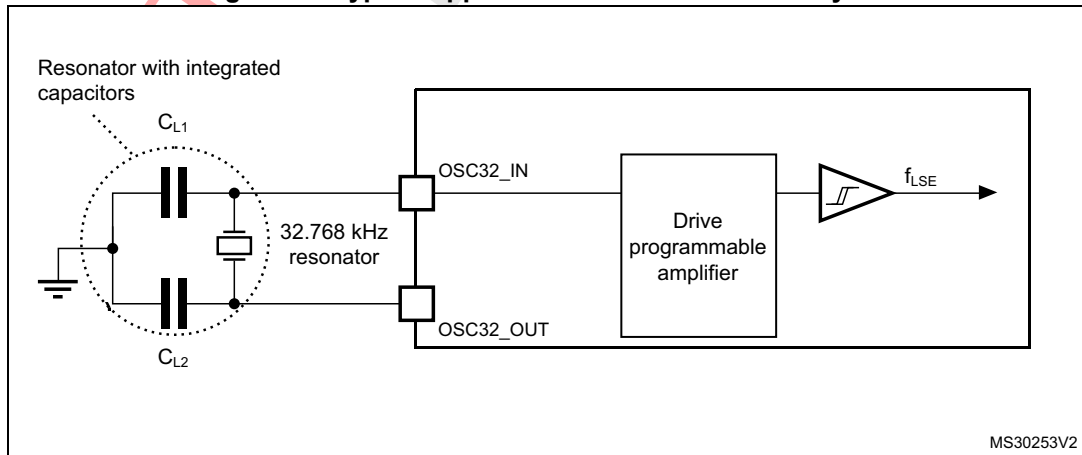 Resonator with integrated
capacitors
CL1
OSC32_IN
fLSE
32.768 kHz
resonator
Drive
programmable
amplifier
OSC32_OUT
CL2
MS30253V2